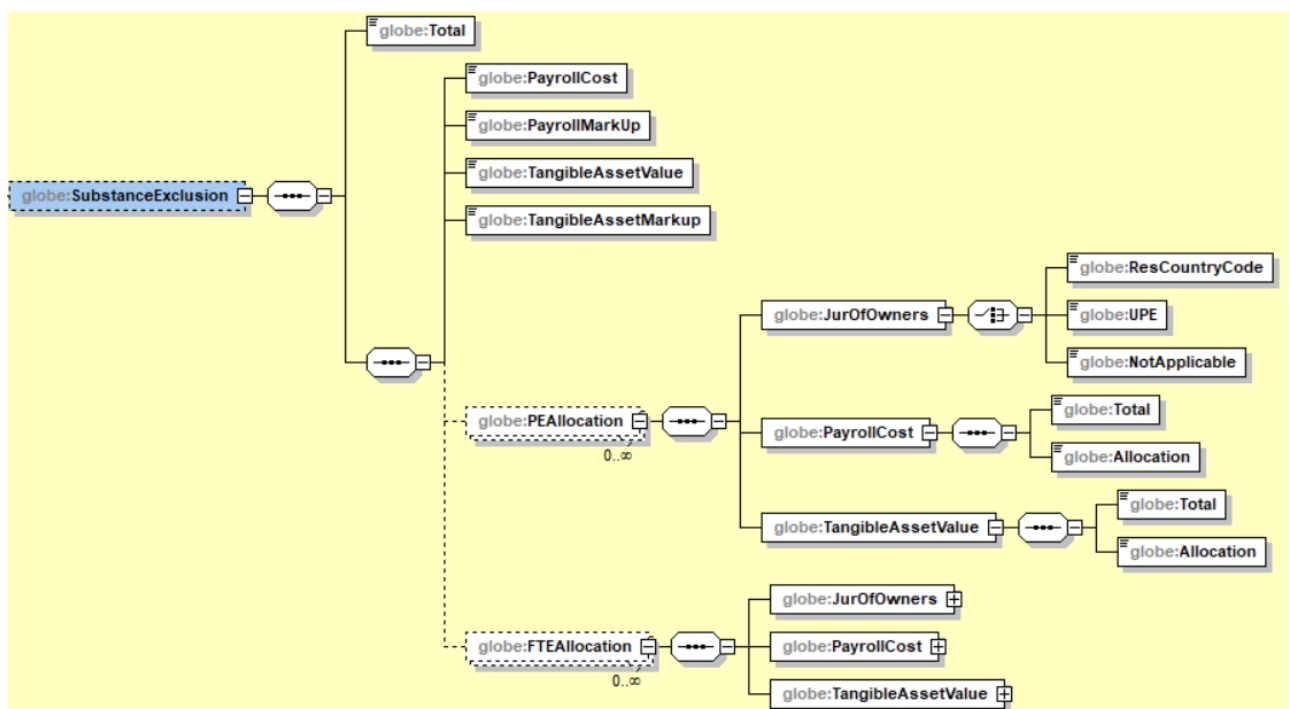 globe:Total
globe:PayrollCost
globe:PayrollMarkUp
globe:TangibleAssetValue
globe:SubstanceExclusion
globe:TangibleAssetMarkup
globe:ResCountryCode
globe:JurOfOwners
globe:UPE
globe:NotApplicable
globe:PEAllocation
0..∞
globe:Total
globe:PayrollCost
globe:Allocation
globe:Total
globe:TangibleAssetValue
globe:Allocation
globe:JurOfOwners
globe:FTEAllocation
0..∞
globe:PayrollCost
globe:TangibleAssetValue